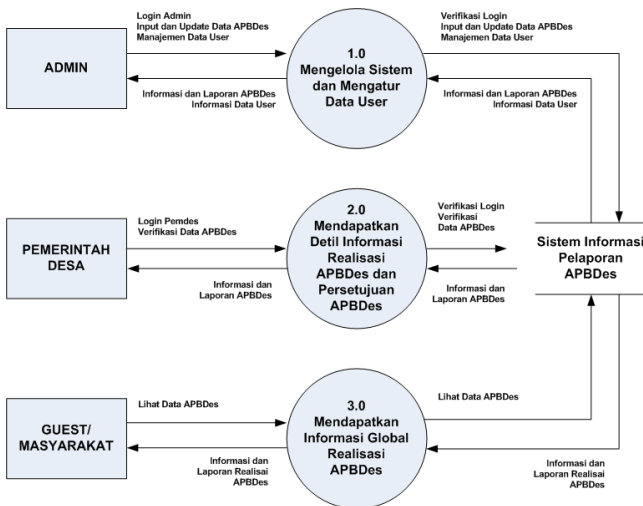 Login Admin
Input dan Update Data APBDes
Manajemen Data User
Verifikasi Login
Input dan Update Data APBDes
Manajemen Data User
ADMIN
1.0
Mengelola Sistem
dan Mengatur
Data User
Informasi dan Laporan APBDes
Informasi Data User
Informasi dan Laporan APBDes
Informasi Data User
Login Pemdes
Verifikasi Data APBDes
Verifikasi Login
Verifikasi
Data APBDes
PEMERINTAH
DESA
2.0
Mendapatkan
Detil Informasi
Realisasi
APBDes dan
Persetujuan
APBDes
Sistem Informasi
Pelaporan
APBDes
Informasi dan
Laporan APBDes
Informasi dan
Laporan APBDes
Lihat Data APBDes
Lihat Data APBDes
GUEST/
MASYARAKAT
3.0
Mendapatkan
Informasi Global
Realisasi
APBDes
Informasi dan
Laporan Realisai
APBDes
Informasi dan
Laporan Realisai
APBDes